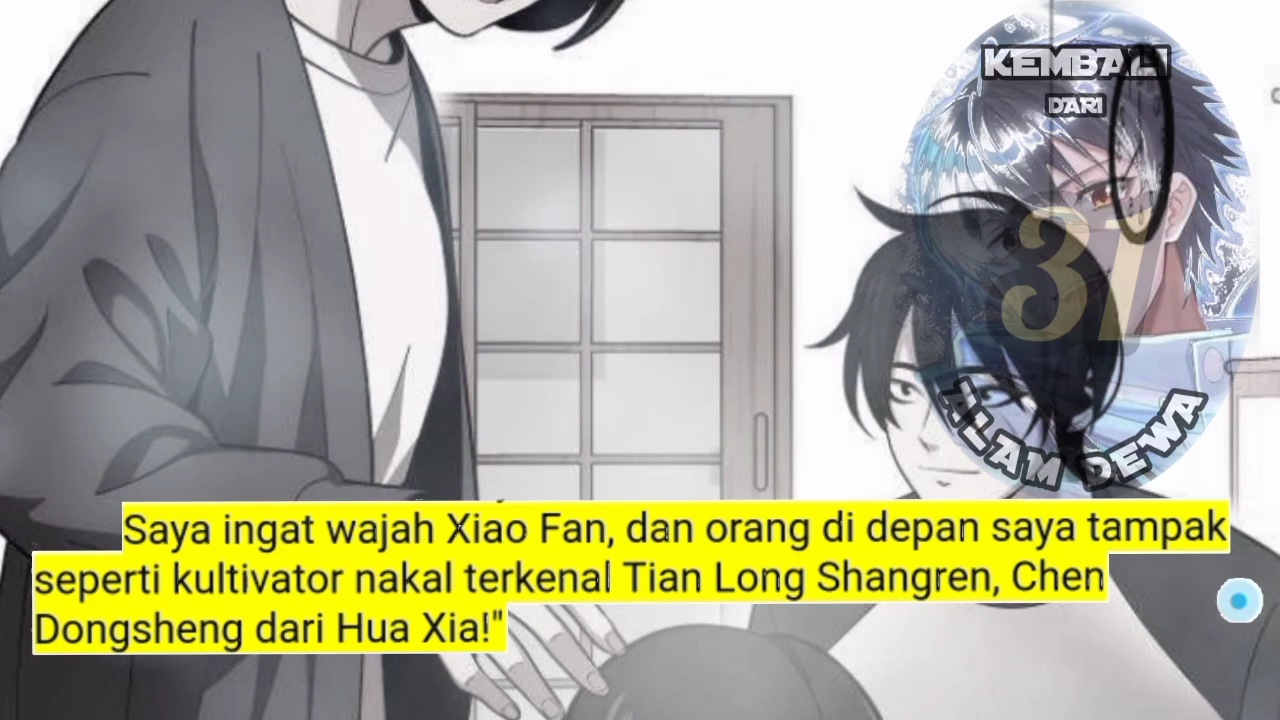 KEMBALI
DARI
31
ALAM DEWA
Saya ingat wajah Xiao Fan, dan orang di depan saya tampak
seperti kultivator nakal terkenal Tian Long Shangren, Chen
Dongsheng dari Hua Xia!"